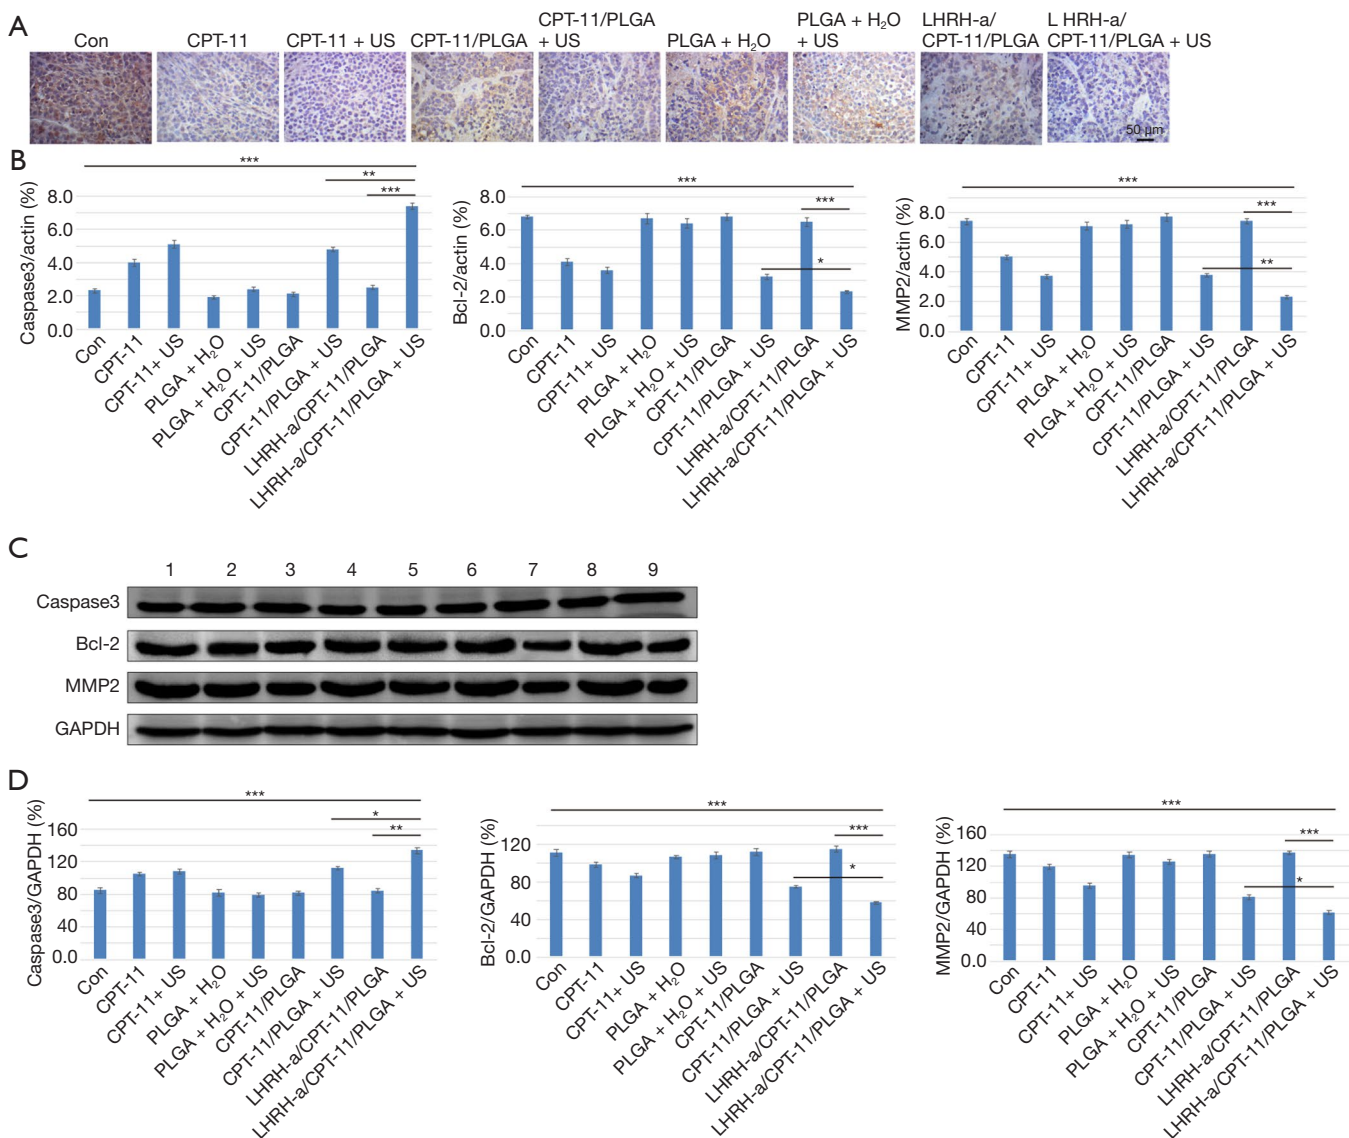 A
Con
CPT-11
CPT-11 + US
CPT-11/PLGA
CPT-11/PLGA
+ US
PLGA + H₂O
PLGA + H₂O
+ US
LHRH-a/
CPT-11/PLGA
L HRH-a/
CPT-11/PLGA + US
50 μm
B
Caspase3/actin (%)
8.0
6.0
4.0
2.0
0.0
***
**
***
Con
CPT-11
CPT-11+ US
PLGA + H₂O
PLGA + H₂O + US
CPT-11/PLGA
CPT-11/PLGA + US
LHRH-a/CPT-11/PLGA
LHRH-a/CPT-11/PLGA + US
Bcl-2/actin (%)
8.0
6.0
4.0
2.0
0.0
***
***
*
Con
CPT-11
CPT-11+ US
PLGA + H₂O
PLGA + H₂O + US
CPT-11/PLGA
CPT-11/PLGA + US
LHRH-a/CPT-11/PLGA
LHRH-a/CPT-11/PLGA + US
MMP2/actin (%)
8.0
6.0
4.0
2.0
0.0
***
***
**
Con
CPT-11
CPT-11+ US
PLGA + H₂O
PLGA + H₂O + US
CPT-11/PLGA
CPT-11/PLGA + US
LHRH-a/CPT-11/PLGA
LHRH-a/CPT-11/PLGA + US
C
1 2 3 4 5 6 7 8 9
Caspase3
Bcl-2
MMP2
GAPDH
D
Caspase3/GAPDH (%)
160
120
80
40
0.0
***
*
**
Con
CPT-11
CPT-11+ US
PLGA + H₂O
PLGA + H₂O + US
CPT-11/PLGA
CPT-11/PLGA + US
LHRH-a/CPT-11/PLGA
LHRH-a/CPT-11/PLGA + US
Bcl-2/GAPDH (%)
120
80
40
0.0
***
***
*
Con
CPT-11
CPT-11+ US
PLGA + H₂O
PLGA + H₂O + US
CPT-11/PLGA
CPT-11/PLGA + US
LHRH-a/CPT-11/PLGA
LHRH-a/CPT-11/PLGA + US
MMP2/GAPDH (%)
160
120
80
40
0.0
***
***
*
Con
CPT-11
CPT-11+ US
PLGA + H₂O
PLGA + H₂O + US
CPT-11/PLGA
CPT-11/PLGA + US
LHRH-a/CPT-11/PLGA
LHRH-a/CPT-11/PLGA + US